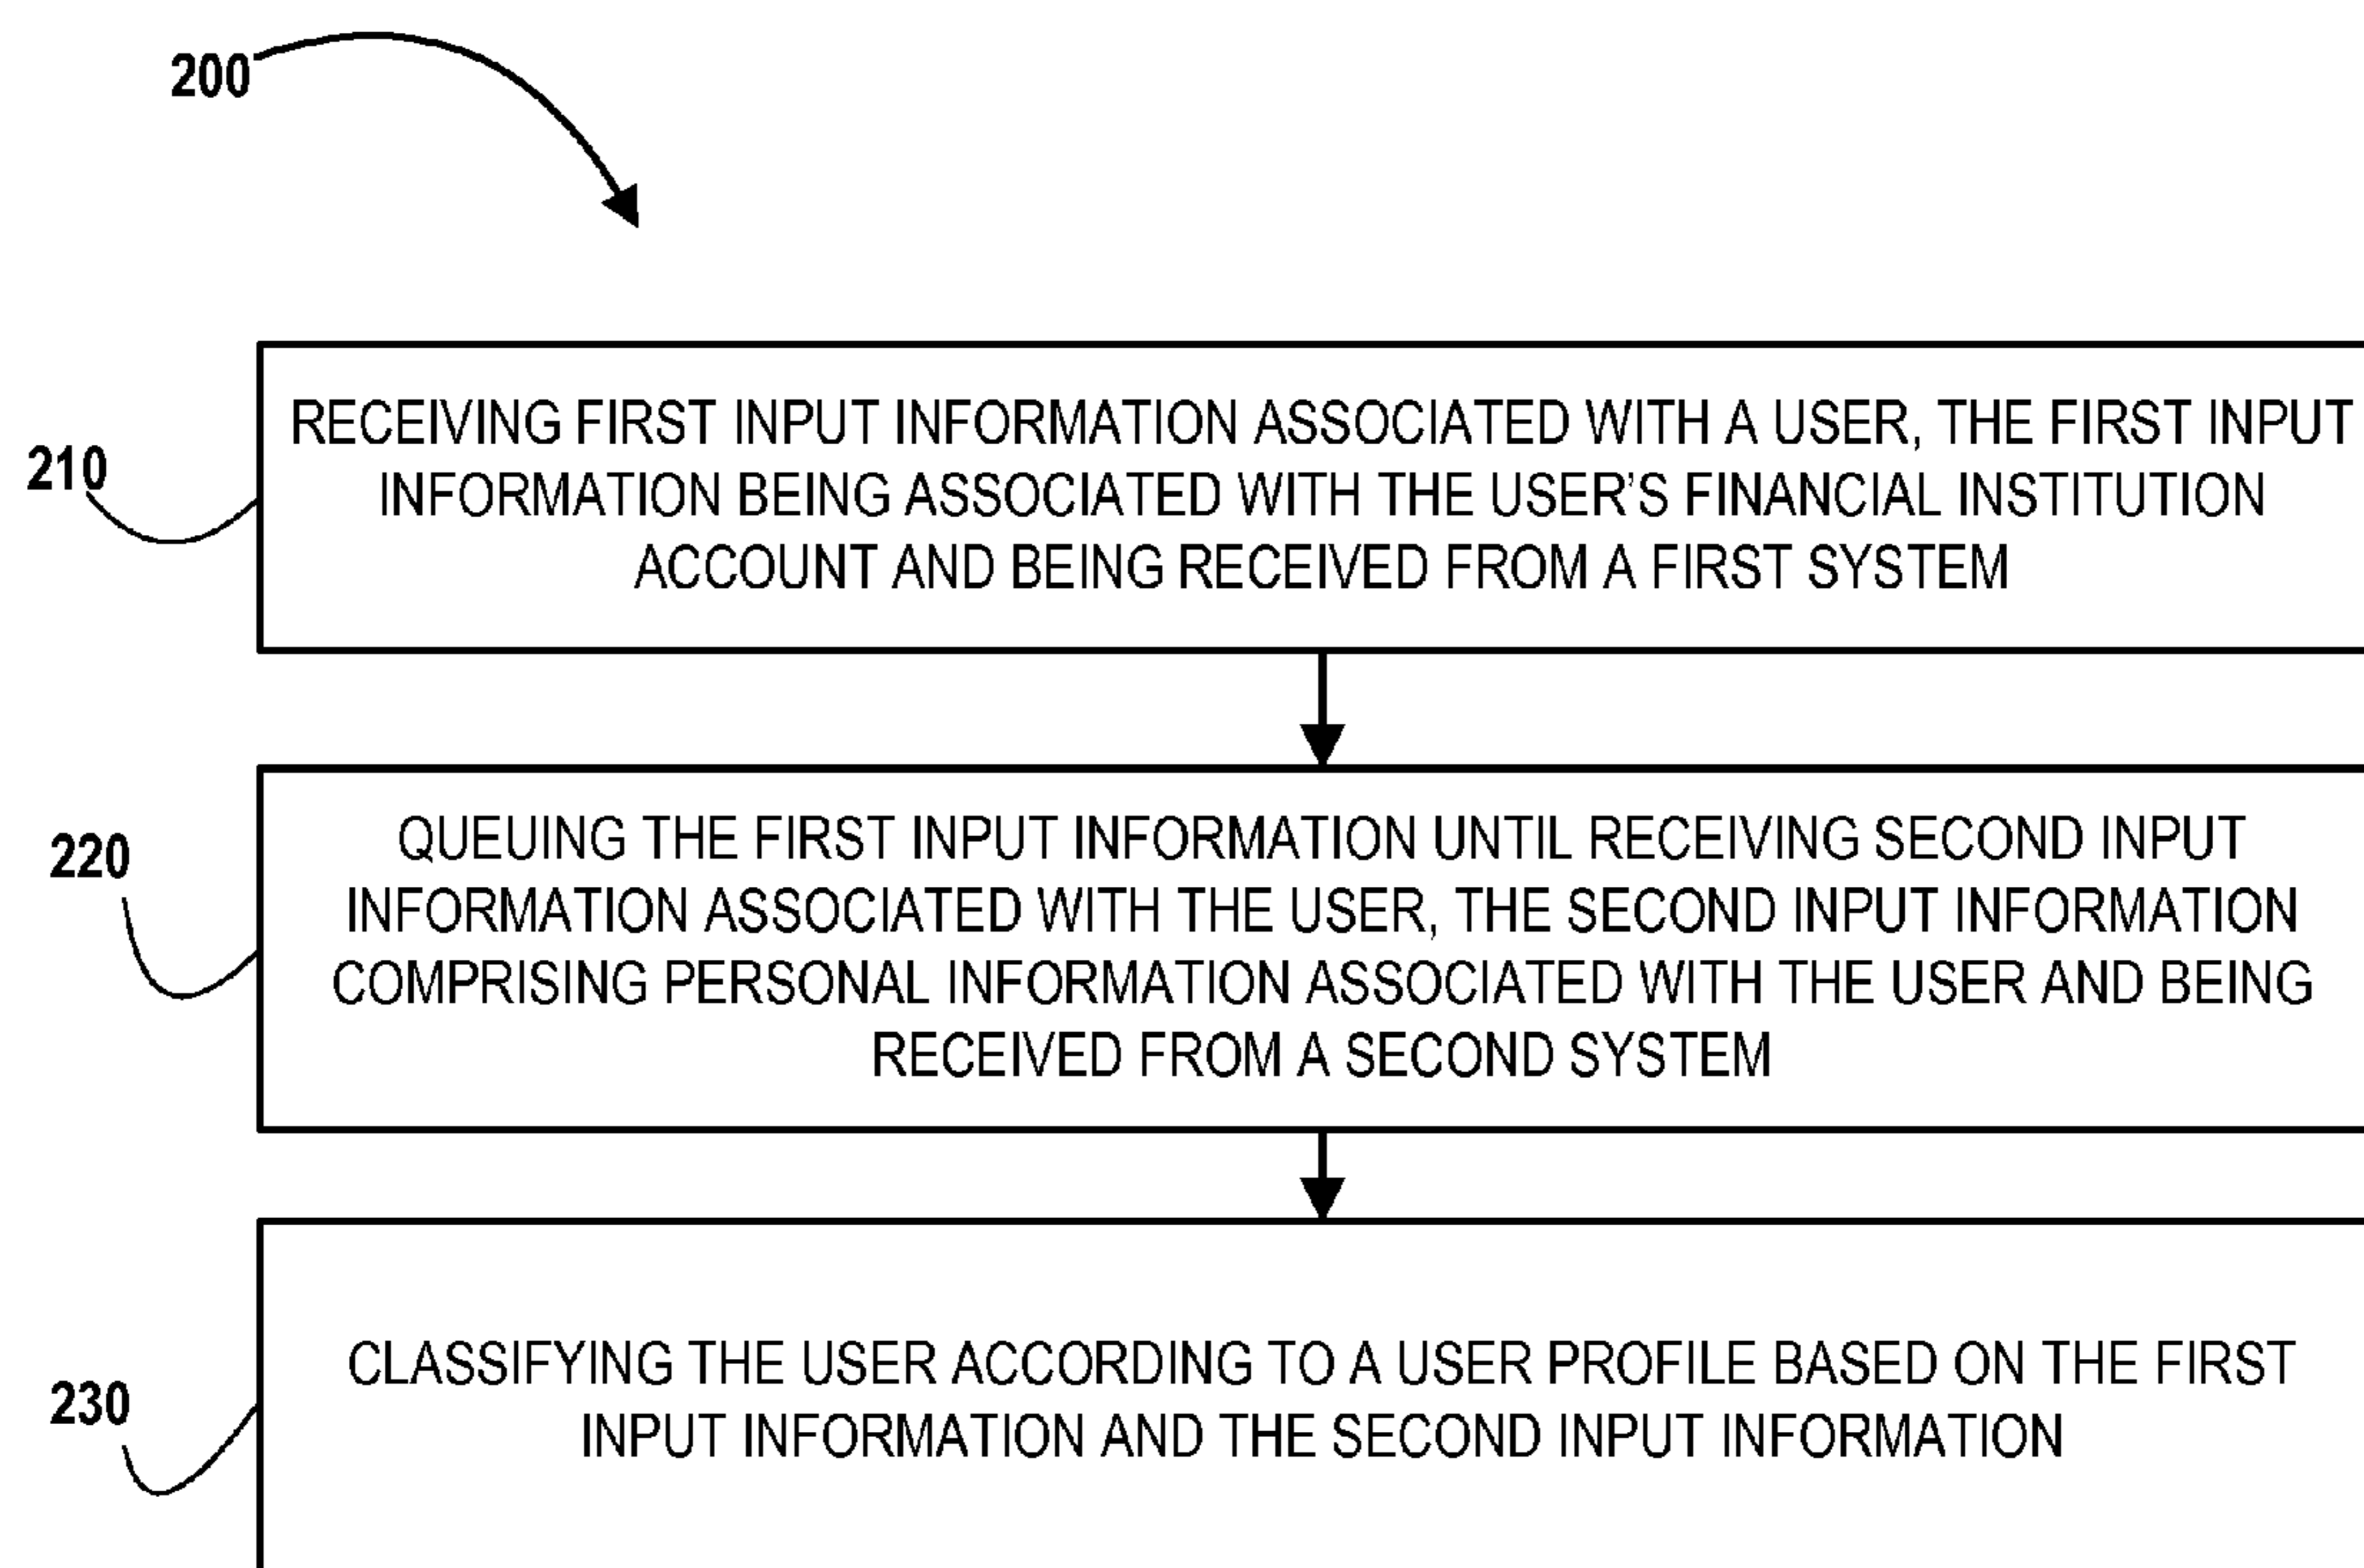 200
210
RECEIVING FIRST INPUT INFORMATION ASSOCIATED WITH A USER, THE FIRST INPUT
INFORMATION BEING ASSOCIATED WITH THE USER’S FINANCIAL INSTITUTION
ACCOUNT AND BEING RECEIVED FROM A FIRST SYSTEM
220
QUEUING THE FIRST INPUT INFORMATION UNTIL RECEIVING SECOND INPUT
INFORMATION ASSOCIATED WITH THE USER, THE SECOND INPUT INFORMATION
COMPRISING PERSONAL INFORMATION ASSOCIATED WITH THE USER AND BEING
RECEIVED FROM A SECOND SYSTEM
230
CLASSIFYING THE USER ACCORDING TO A USER PROFILE BASED ON THE FIRST
INPUT INFORMATION AND THE SECOND INPUT INFORMATION